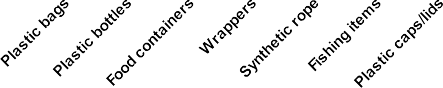 Plastic bags
Plastic bottles
Food containers
Wrappers
Synthetic rope
Fishing items
Plastic caps/lids